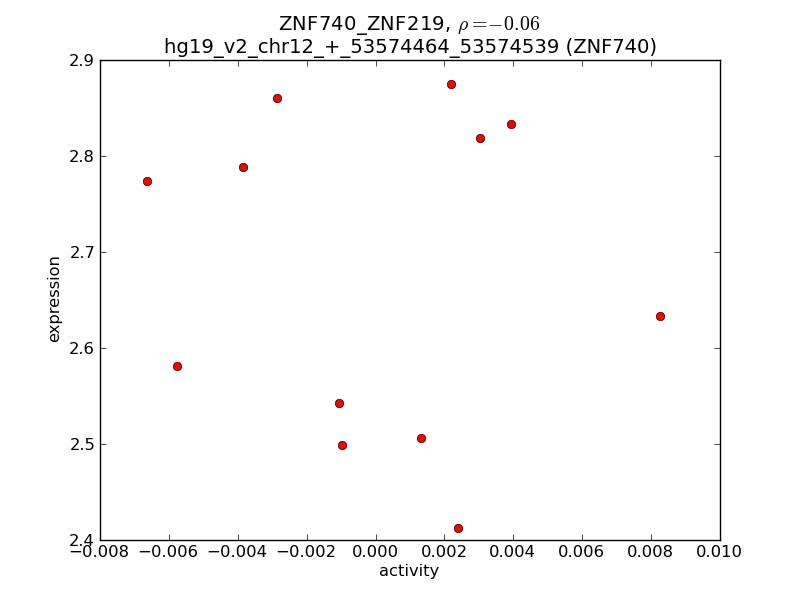 ZNF740_ZNF219, ρ=−0.06
hg19_v2_chr12_+_53574464_53574539 (ZNF740)
2.9
2.8
2.7
2.6
2.5
2.4
expression
−0.008 −0.006 −0.004 −0.002 0.000 0.002 0.004 0.006 0.008 0.010
activity